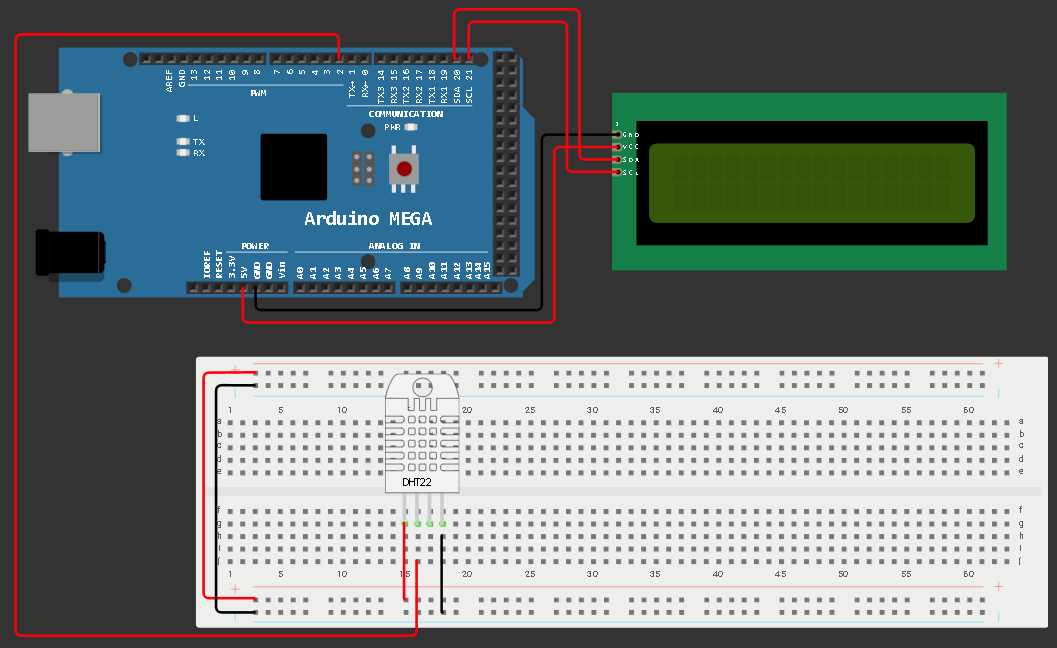 AREF
GND
13
12
11
10
9
8
7
6
5
4
3
2
TX→ 1
RX← 0
TX3 14
RX3 15
TX2 16
RX2 17
TX1 18
RX1 19
SDA 20
SCL 21
PWM
COMMUNICATION
L
PWR
TX
RX
Arduino MEGA
POWER
ANALOG IN
IOREF
RESET
3.3V
5V
GND
GND
Vin
A0
A1
A2
A3
A4
A5
A6
A7
A8
A9
A10
A11
A12
A13
A14
A15
1
GND
VCC
SDA
SCL
+ +
1 5 10 20 25 30 35 40 45 50 55 60
a a
b b
c c
d d
e e
DHT22
f f
g g
h h
i i
j j
1 5 10 15 20 25 30 35 40 45 50 55 60
+ +